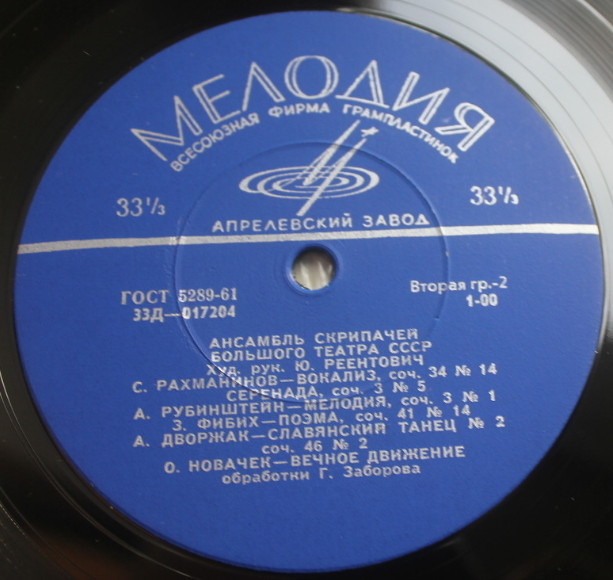 МЕЛОДИЯ
ВСЕСОЮЗНАЯ ФИРМА ГРАМПЛАСТИНОК
33⅓ 33⅓
АПРЕЛЕВСКИЙ ЗАВОД
ГОСТ 5289-61 Вторая гр.-2
33Д—017204 1-00
АНСАМБЛЬ СКРИПАЧЕЙ
БОЛЬШОГО ТЕАТРА СССР
Худ. рук. Ю. РЕЕНТОВИЧ
С. РАХМАНИНОВ—ВОКАЛИЗ, соч. 34 № 14
СЕРЕНАДА, соч. 3 № 5
А. РУБИНШТЕЙН—МЕЛОДИЯ, соч. 3 № 1
З. ФИБИХ—ПОЭМА, соч. 41 № 14
А. ДВОРЖАК—СЛАВЯНСКИЙ ТАНЕЦ № 2
соч. 46 № 2
О. НОВАЧЕК—ВЕЧНОЕ ДВИЖЕНИЕ
обработки Г. Заборова